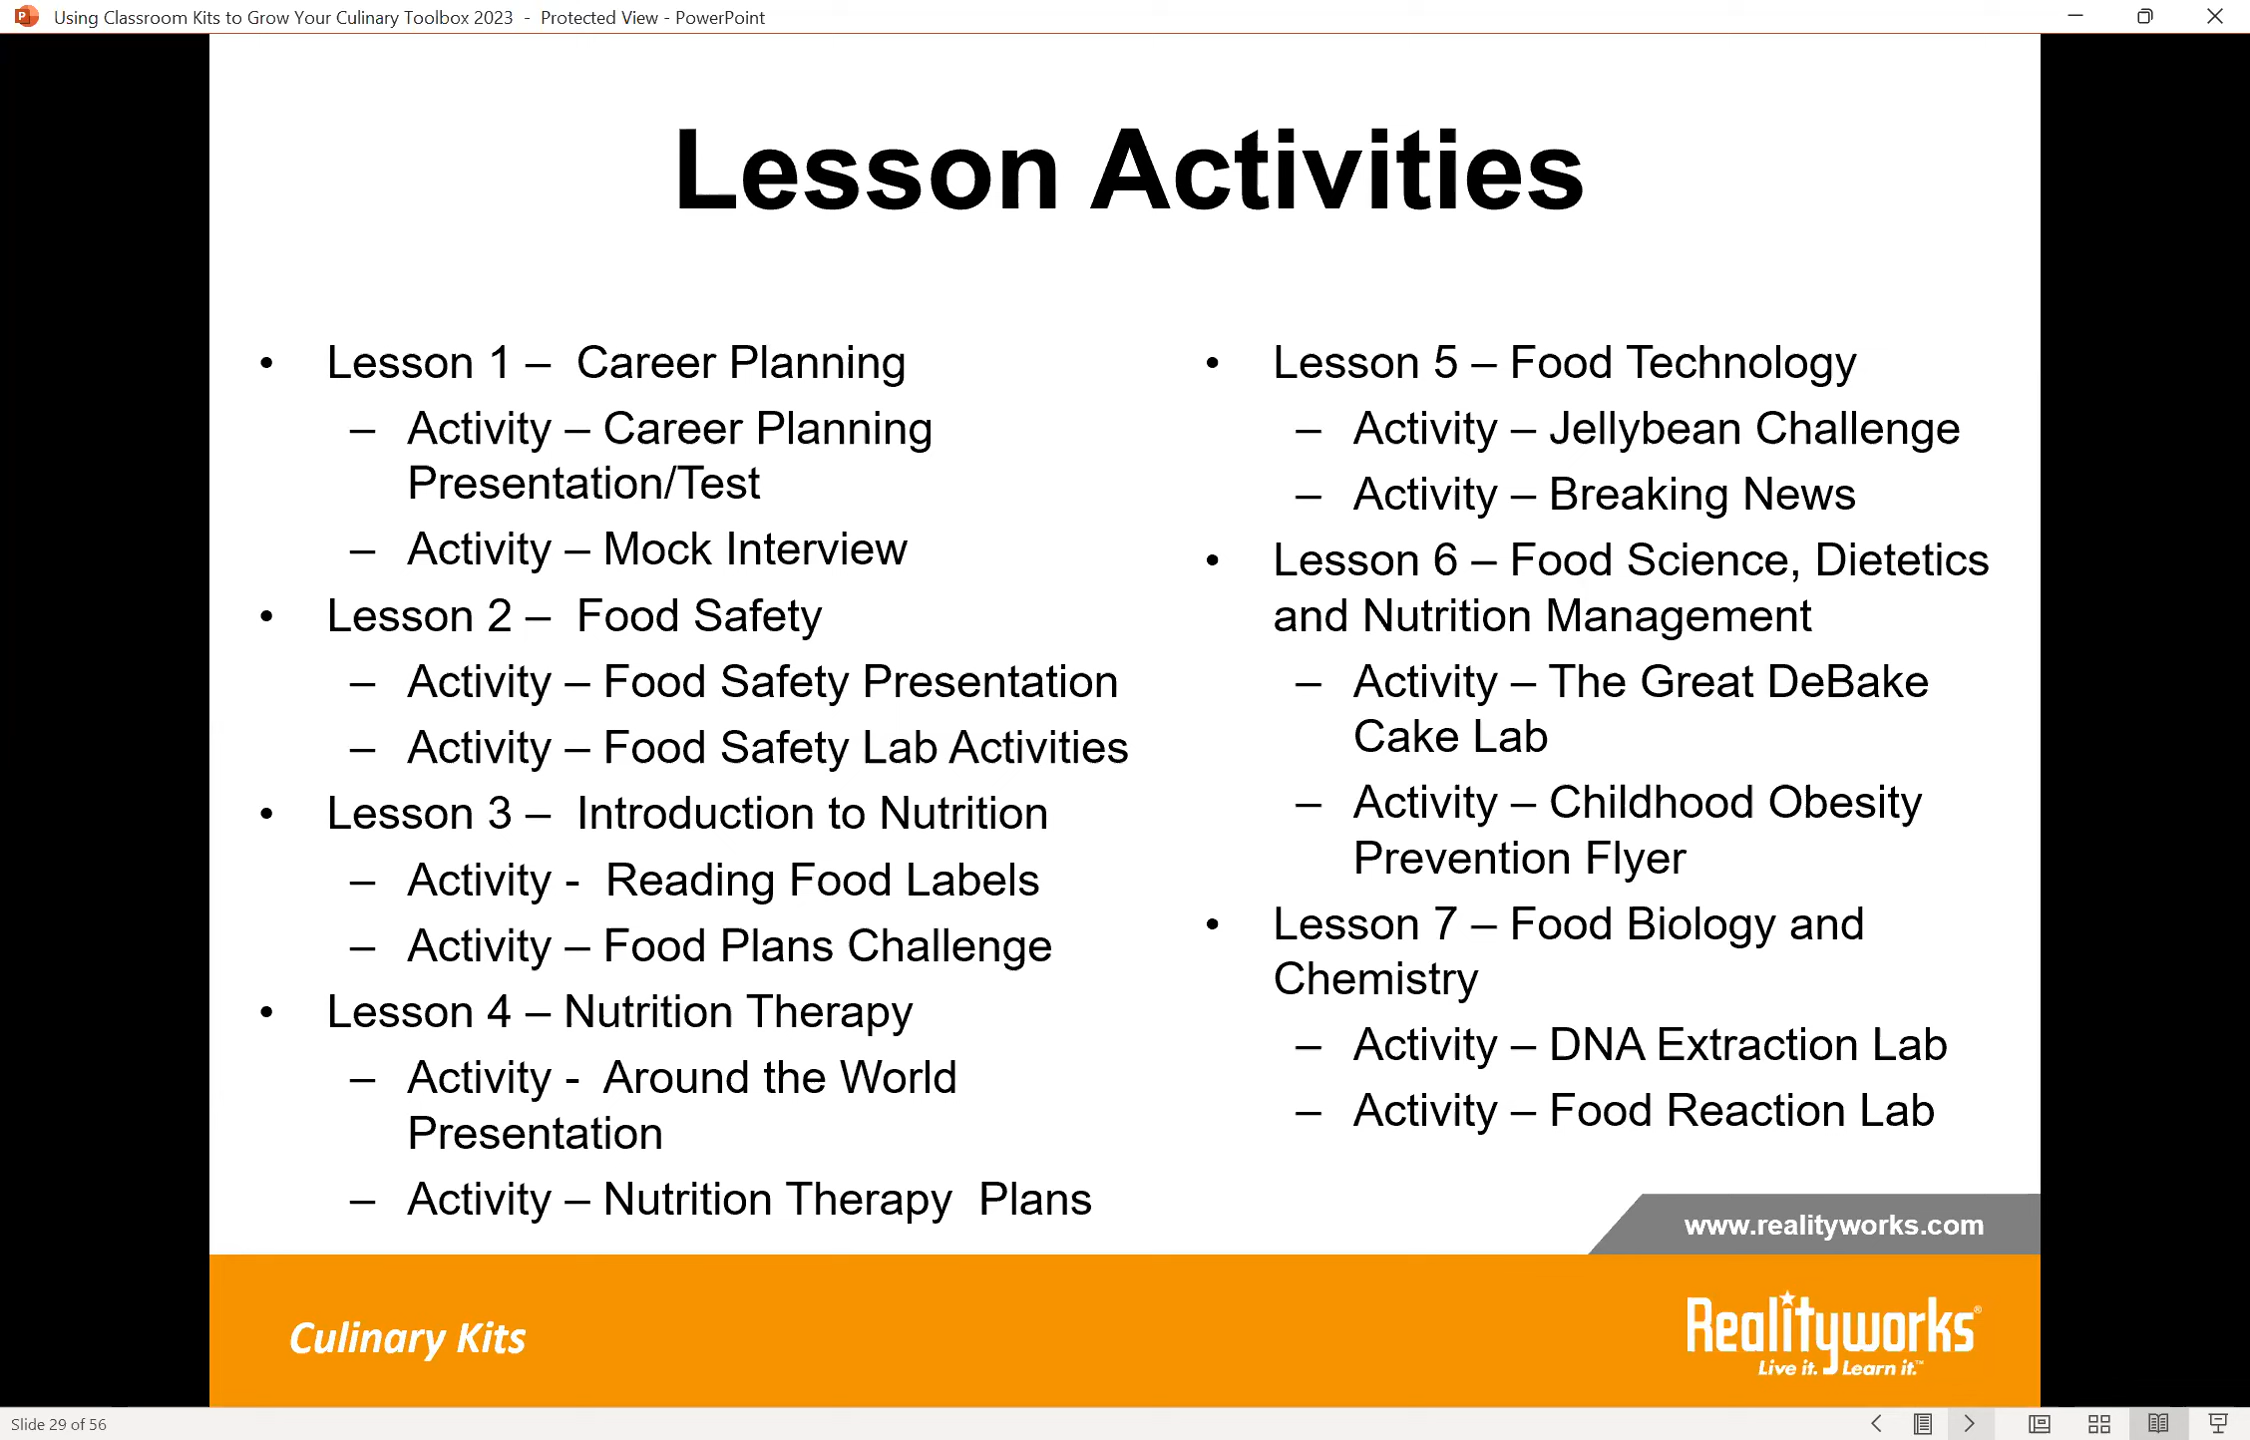 Using Classroom Kits to Grow Your Culinary Toolbox 2023 - Protected View - PowerPoint
Lesson Activities
• Lesson 1 – Career Planning
– Activity – Career Planning
Presentation/Test
– Activity – Mock Interview
• Lesson 2 – Food Safety
– Activity – Food Safety Presentation
– Activity – Food Safety Lab Activities
• Lesson 3 – Introduction to Nutrition
– Activity - Reading Food Labels
– Activity – Food Plans Challenge
• Lesson 4 – Nutrition Therapy
– Activity - Around the World
Presentation
– Activity – Nutrition Therapy Plans
• Lesson 5 – Food Technology
– Activity – Jellybean Challenge
– Activity – Breaking News
• Lesson 6 – Food Science, Dietetics
and Nutrition Management
– Activity – The Great DeBake
Cake Lab
– Activity – Childhood Obesity
Prevention Flyer
• Lesson 7 – Food Biology and
Chemistry
– Activity – DNA Extraction Lab
– Activity – Food Reaction Lab
www.realityworks.com
Culinary Kits
Realityworks®
Live it. Learn it.™
Slide 29 of 56